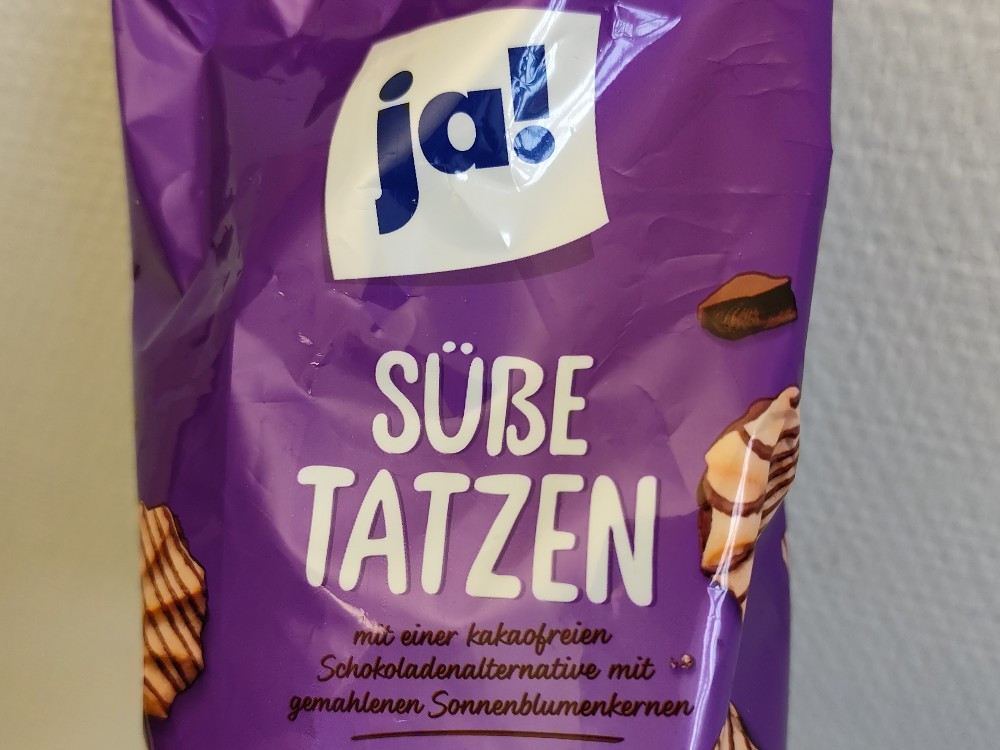 ja!
SÜßE
TATZEN
mit einer kakaofreien
Schokoladenalternative mit
gemahlenen Sonnenblumenkernen